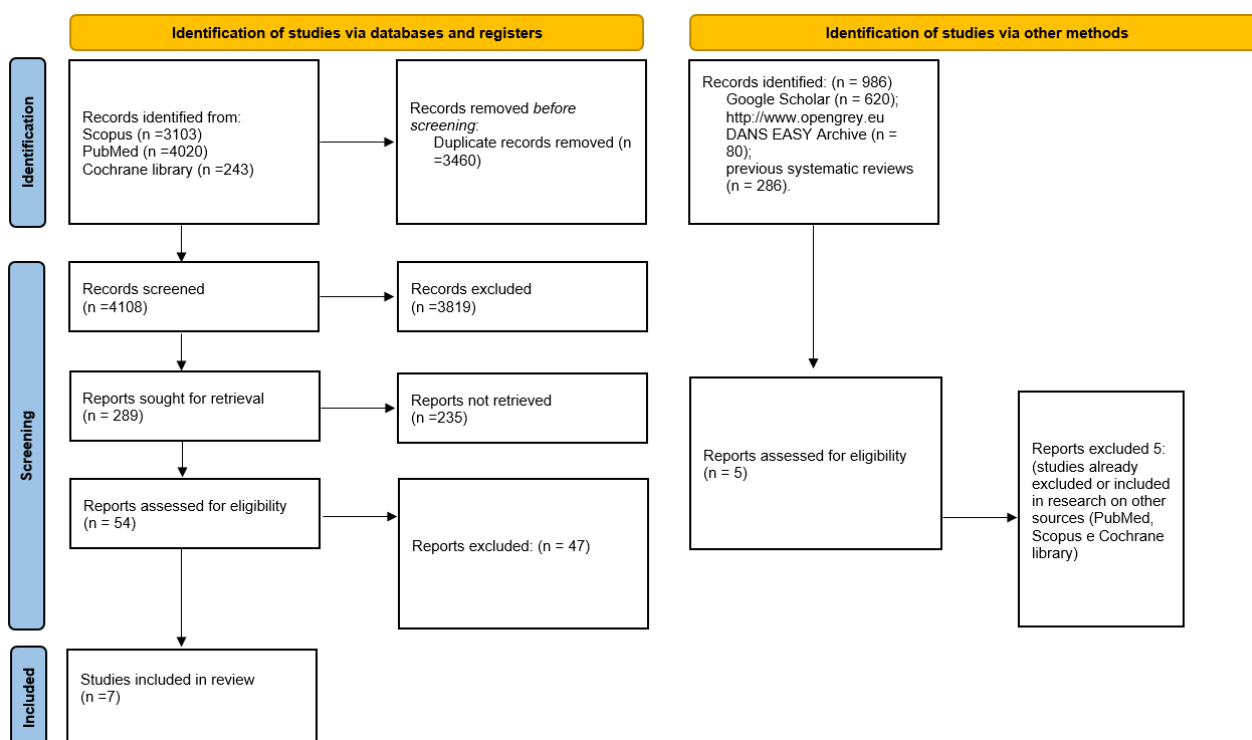 Identification of studies via databases and registers
Identification of studies via other methods
Identification
Records identified from:
Scopus (n =3103)
PubMed (n =4020)
Cochrane library (n =243)
Records removed before
screening:
Duplicate records removed (n
=3460)
Records identified: (n = 986)
Google Scholar (n = 620);
http://www.opengrey.eu
DANS EASY Archive (n =
80);
previous systematic reviews
(n = 286).
Screening
Records screened
(n =4108)
Records excluded
(n =3819)
Reports sought for retrieval
(n = 289)
Reports not retrieved
(n =235)
Reports assessed for eligibility
(n = 54)
Reports excluded: (n = 47)
Reports assessed for eligibility
(n = 5)
Reports excluded 5:
(studies already
excluded or included
in research on other
sources (PubMed,
Scopus e Cochrane
library)
Included
Studies included in review
(n =7)